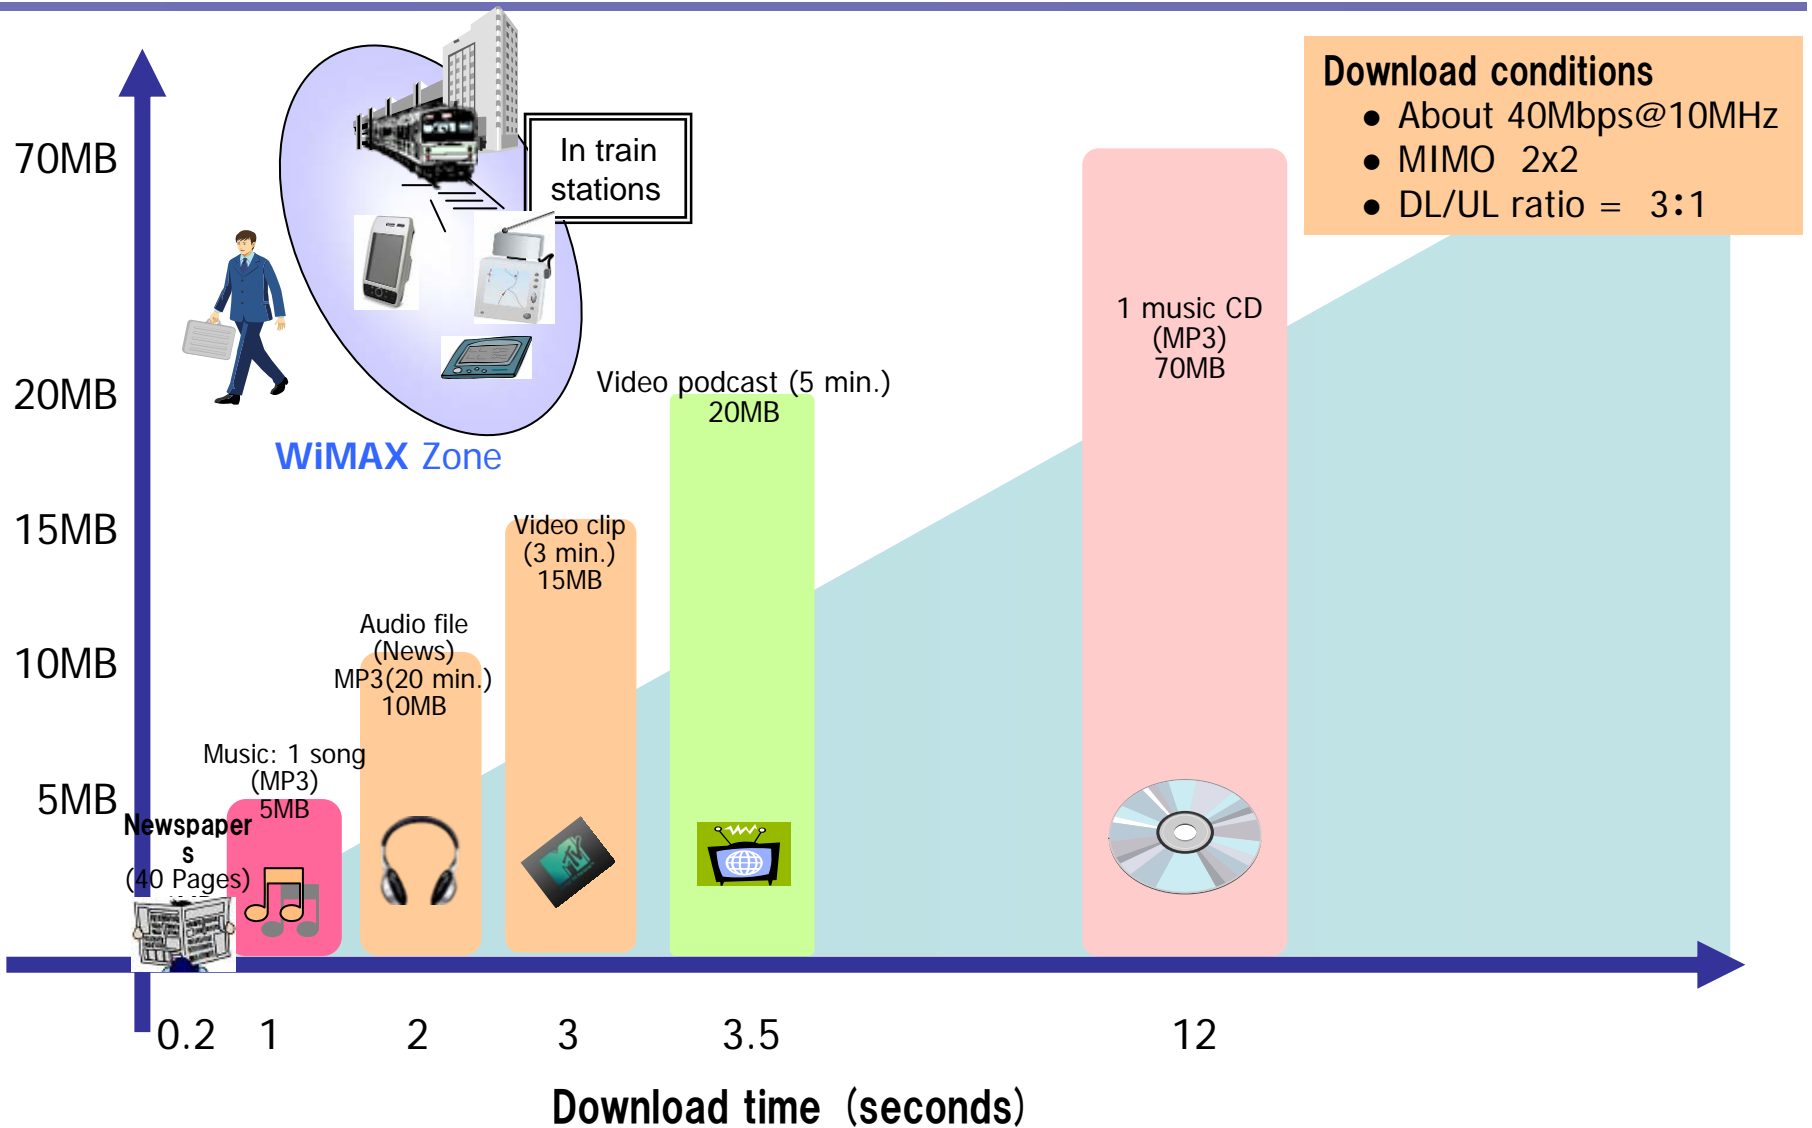 Download conditions
● About 40Mbps@10MHz
● MIMO 2x2
● DL/UL ratio = 3:1
70MB
20MB
15MB
10MB
5MB
In train
stations
WiMAX Zone
Newspaper
s
(40 Pages)
Music: 1 song
(MP3)
5MB
Audio file
(News)
MP3(20 min.)
10MB
Video clip
(3 min.)
15MB
MTV
Video podcast (5 min.)
20MB
1 music CD
(MP3)
70MB
0.2 1 2 3 3.5 12
Download time (seconds)